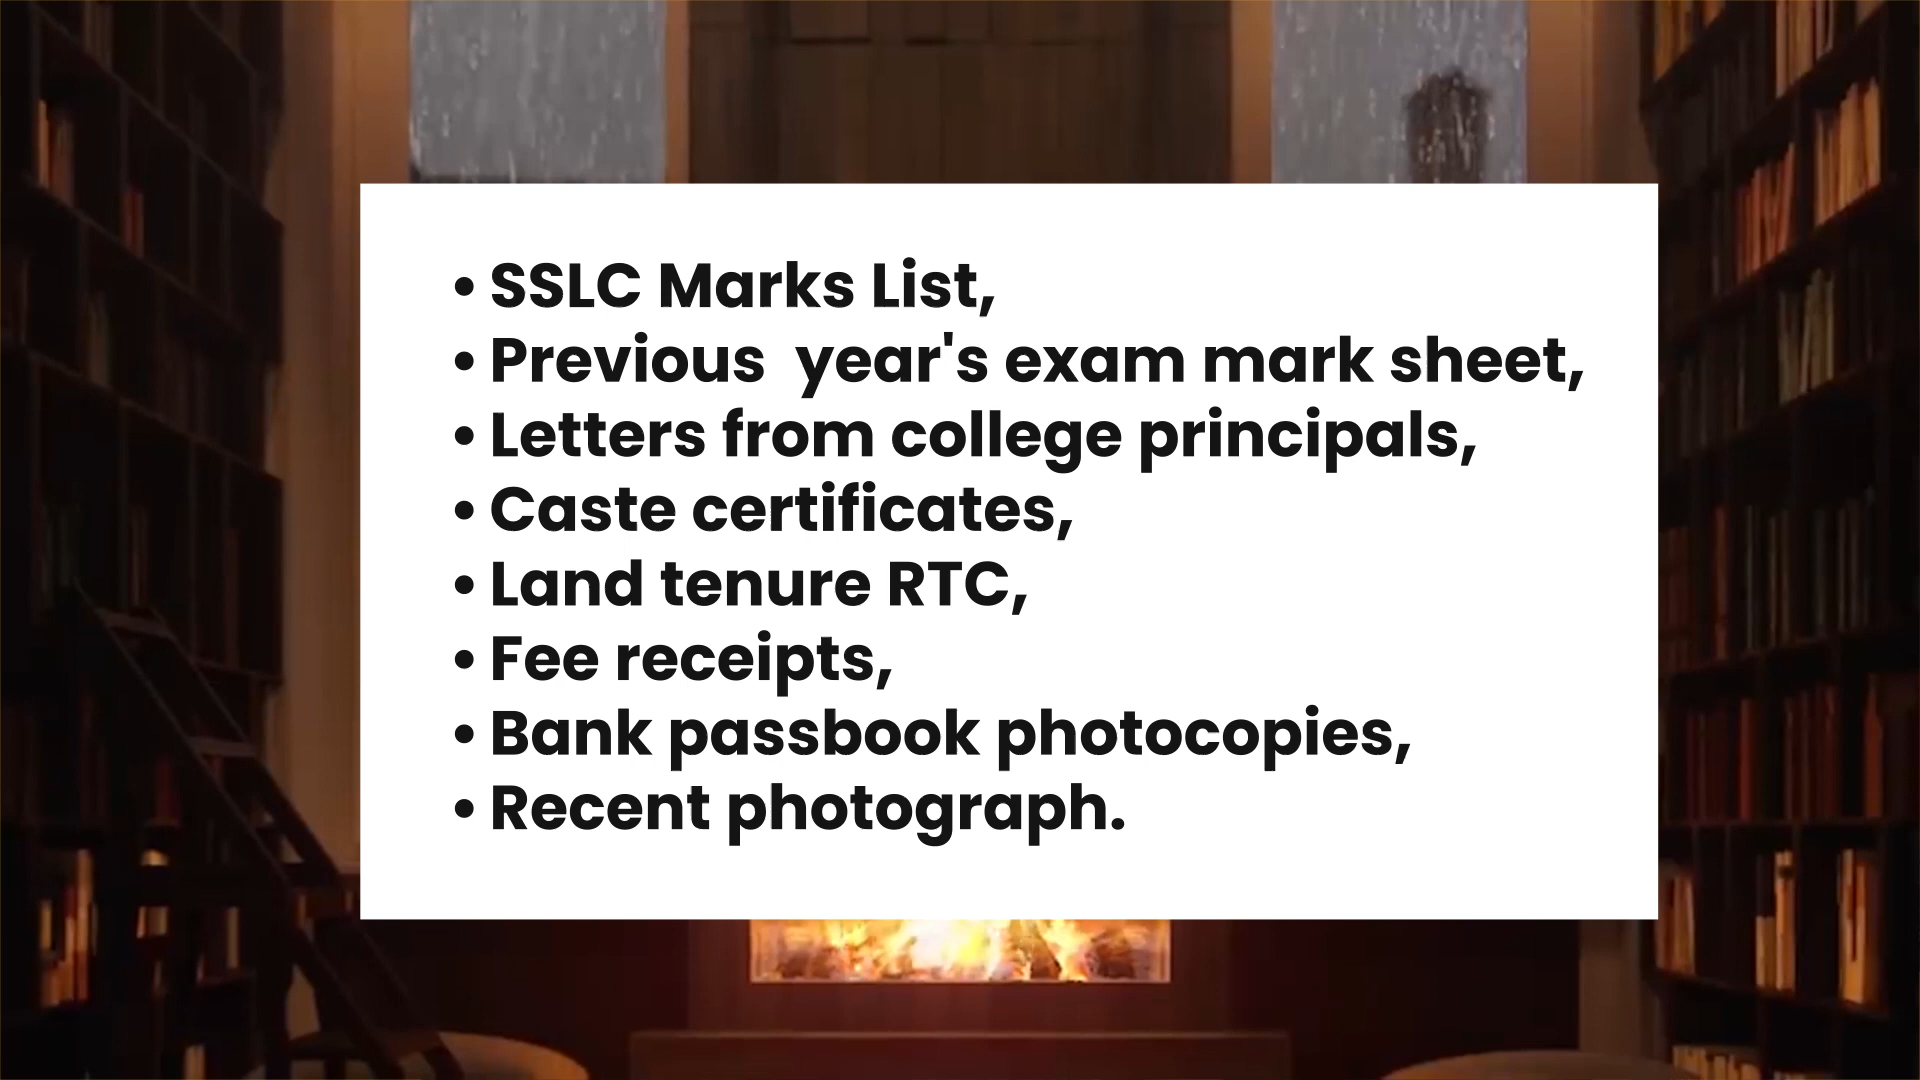 • SSLC Marks List,
• Previous  year's exam mark sheet,
• Letters from college principals,
• Caste certificates,
• Land tenure RTC,
• Fee receipts,
• Bank passbook photocopies,
• Recent photograph.